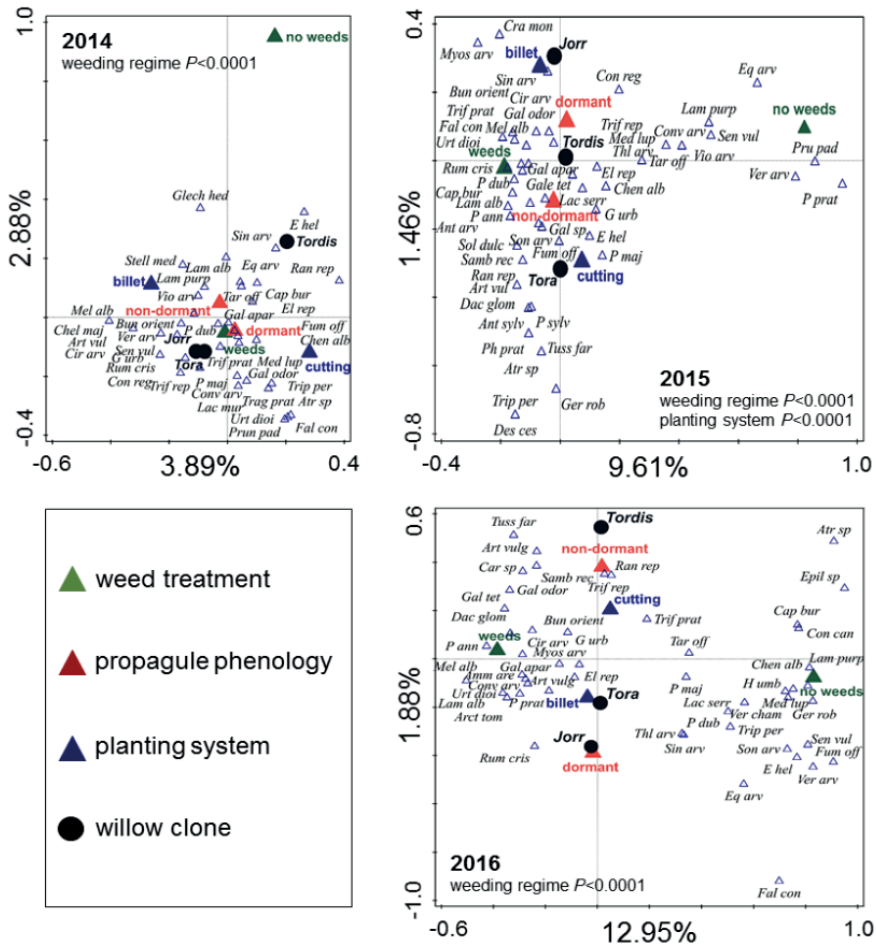 1.0
2014
weeding regime P<0.0001
no weeds
Glech hed
E hel
Sin arv
Tordis
Stell med
Lam alb
Eq arv
Ran rep
billet
Lam purp
Vio arv
Tar off
Cap bur
non-dormant
El rep
Mel alb
Gal apar
Chel maj
Bun orient
P dub
dormant
Fum off
Art vul
Ver arv
Jorr
weeds
Chen alb
Cir arv
Sen vul
G urb
Tora
Trif prat
Med lup
cutting
Rum cris
P maj
Gal odor
Con reg
Trif rep
Conv arv
Trip per
Lac mur
Trag prat
Atr sp
Urt dioi
Prun pad
Fal con
2.88%
-0.4
-0.6
3.89%
0.4
0.4
Cra mon
Myos arv
billet
Jorr
Sin arv
Con reg
Eq arv
Bun orient
Cir arv
dormant
Trif prat
Gal odor
Lam purp
no weeds
Fal con
Mel alb
Trif rep
Conv arv
Sen vul
Urt dioi
Tordis
Med lup
weeds
Thl arv
Vio arv
Pru pad
Rum cris
Gal apar
El rep
Tar off
Ver arv
P dub
Gale tet
Chen alb
P prat
Cap bur
Lac serr
Lam alb
non-dormant
G urb
P ann
Ant arv
Gal sp
Son arv
E hel
Sol dulc
Fum off
P maj
Samb rec
Tora
cutting
Ran rep
Art vul
Dac glom
Ant sylv
P sylv
Ph prat
Tuss far
Atr sp
Trip per
Ger rob
Des ces
2015
weeding regime P<0.0001
planting system P<0.0001
1.46%
-0.8
-0.4
9.61%
1.0
weed treatment
propagule phenology
planting system
willow clone
0.6
Tuss far
Tordis
Atr sp
Art vulg
non-dormant
Car sp
Ran rep
Samb rec
Epil sp
Gal tet
Gal odor
Trif rep
cutting
Dac glom
Bun orient
Trif prat
Cap bur
weeds
Con can
P ann
Cir arv
G urb
Tar off
Myos arv
Mel alb
Gal apar
Chen alb
Lam purp
Amm are
El rep
P maj
H umb
no weeds
Conv arv
Art vulg
Urt dioi
Tora
Lac serr
Med lup
Lam alb
P prat
billet
Ver cham
Ger rob
Arct tom
P dub
Trip per
Jorr
Thl arv
Sen vul
Rum cris
Sin arv
Son arv
Fum off
dormant
E hel
Ver arv
Eq arv
2016
weeding regime P<0.0001
Fal con
1.88%
-1.0
-0.6
12.95%
1.0